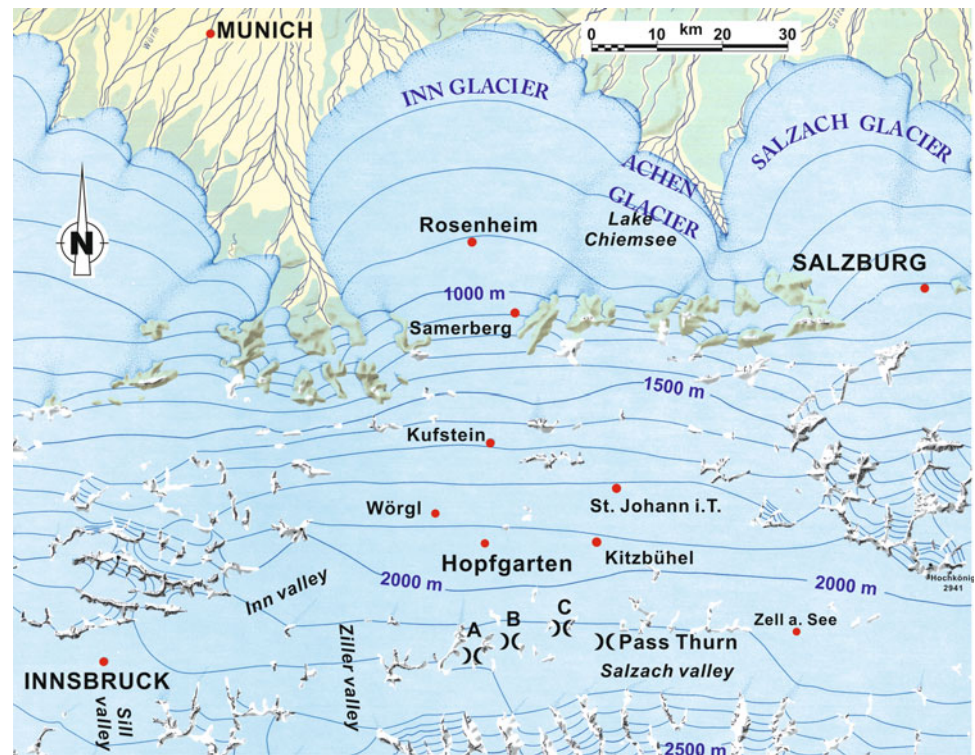 Würm
MUNICH
km
0 10 20 30
Salza
INN GLACIER
SALZACH GLACIER
ACHEN
GLACIER
Lake
Chiemsee
Rosenheim
N
SALZBURG
1000 m
Samerberg
1500 m
Kufstein
Wörgl
St. Johann i.T.
Hopfgarten
Kitzbühel
2000 m
2000 m
Hochkönig
2941
Inn valley
Ziller valley
A
B
C
Pass Thurn
Zell a. See
Salzach valley
INNSBRUCK
Sill
valley
2500 m